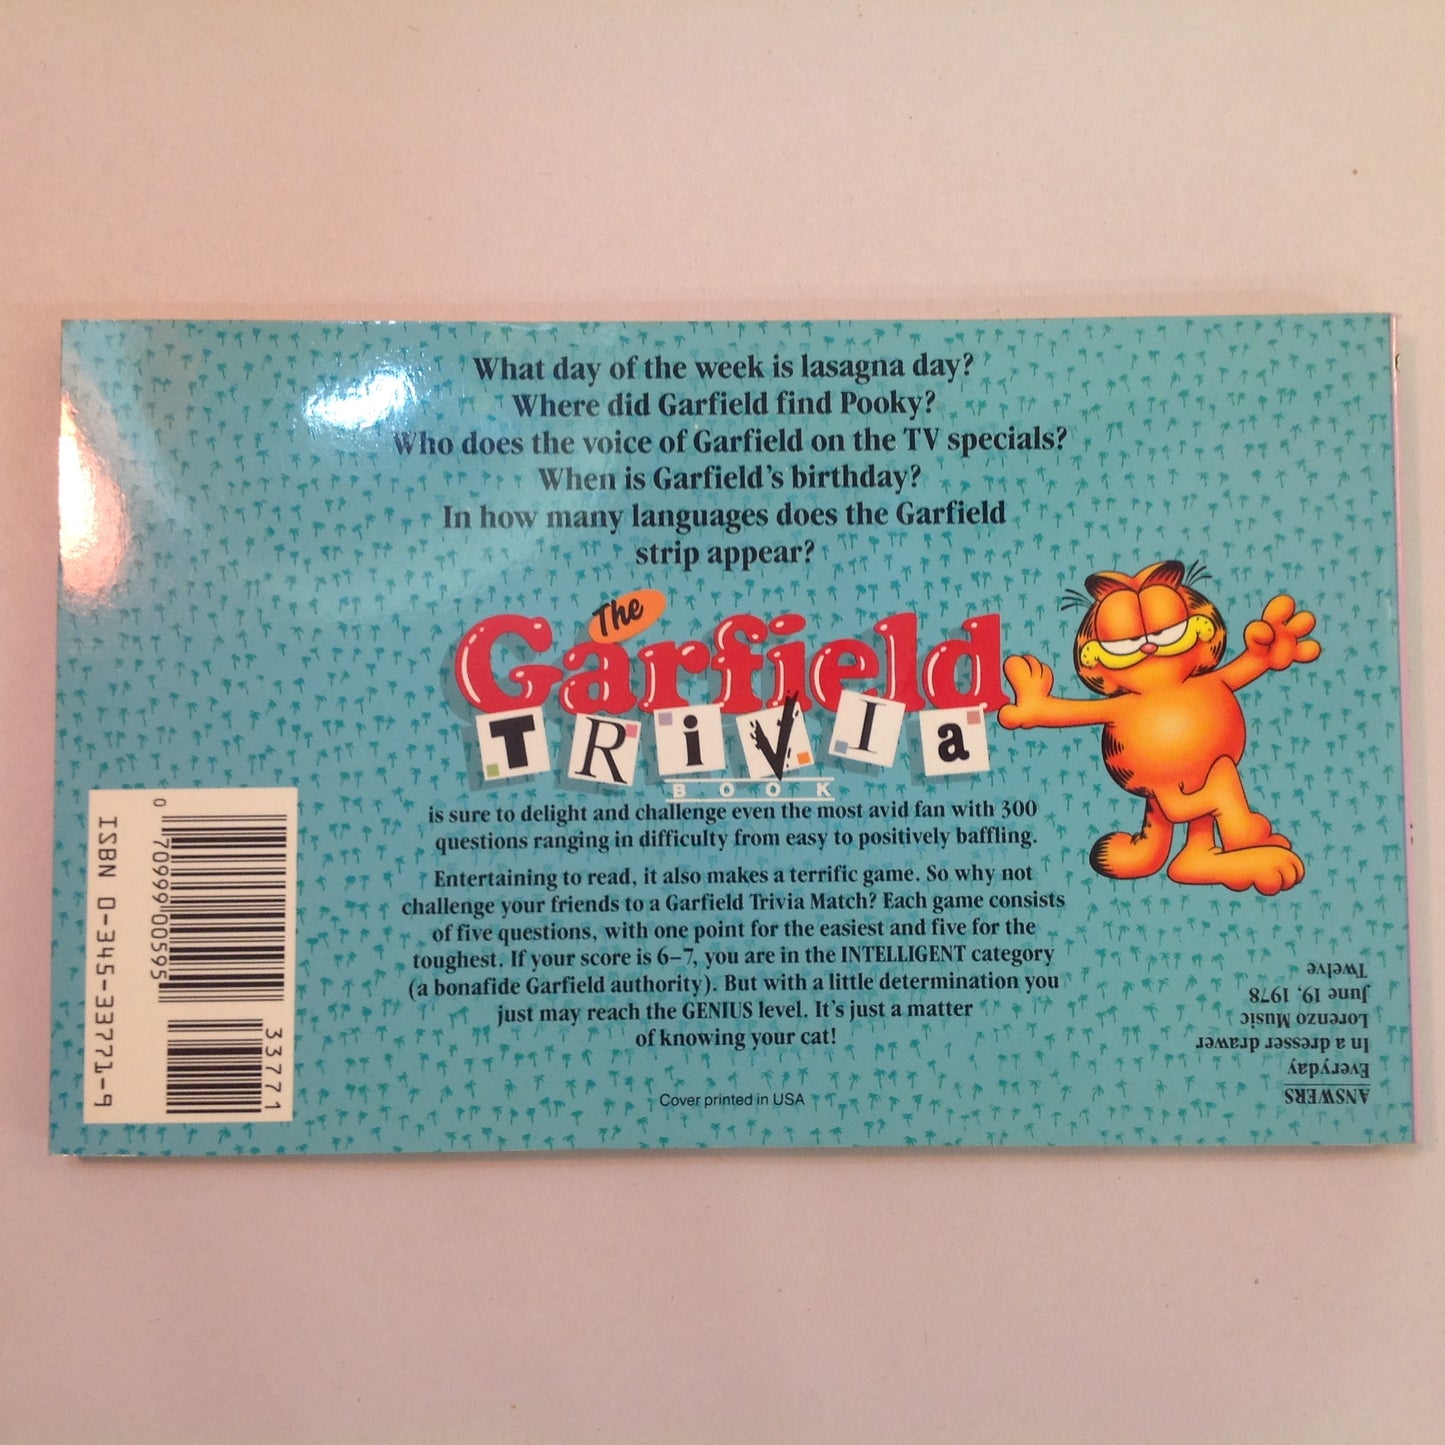 What day of the week is lasagna day?
Where did Garfield find Pooky?
Who does the voice of Garfield on the TV specials?
When is Garfield's birthday?
In how many languages does the Garfield
strip appear?
The
Garfield
TRiVIa
BOOK
is sure to delight and challenge even the most avid fan with 300
questions ranging in difficulty from easy to positively baffling.
Entertaining to read, it also makes a terrific game. So why not
challenge your friends to a Garfield Trivia Match? Each game consists
of five questions, with one point for the easiest and five for the
toughest. If your score is 6–7, you are in the INTELLIGENT category
(a bonafide Garfield authority). But with a little determination you
just may reach the GENIUS level. It's just a matter
of knowing your cat!
Cover printed in USA
ANSWERS
Everyday
In a dresser drawer
Lorenzo Music
June 19, 1978
Twelve
0
70999 00595
33771
ISBN 0-345-33771-9